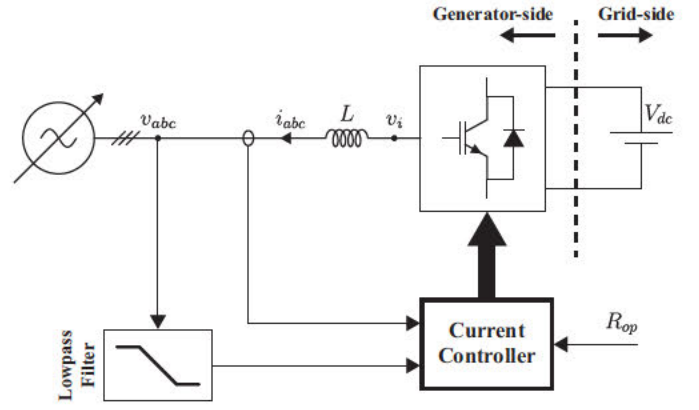 Generator-side
Grid-side
v_abc
i_abc
L
v_i
V_dc
Lowpass
Filter
Current
Controller
R_op